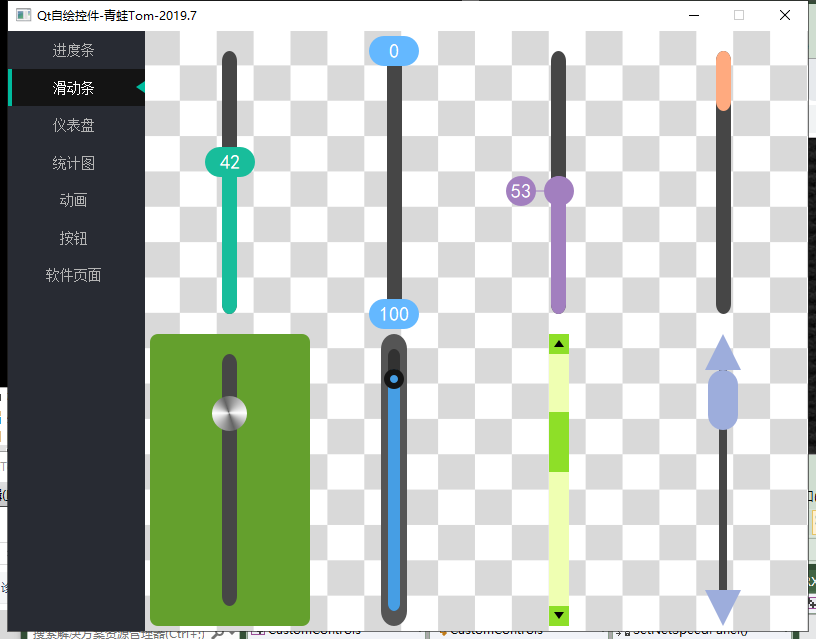 Qt自绘控件-青蛙Tom-2019.7
进度条
滑动条
仪表盘
统计图
动画
按钮
软件页面
42
0
100
53
搜索解决方案资源管理器(Ctrl+;)
CustomControls
SetNetSpeedPanel()